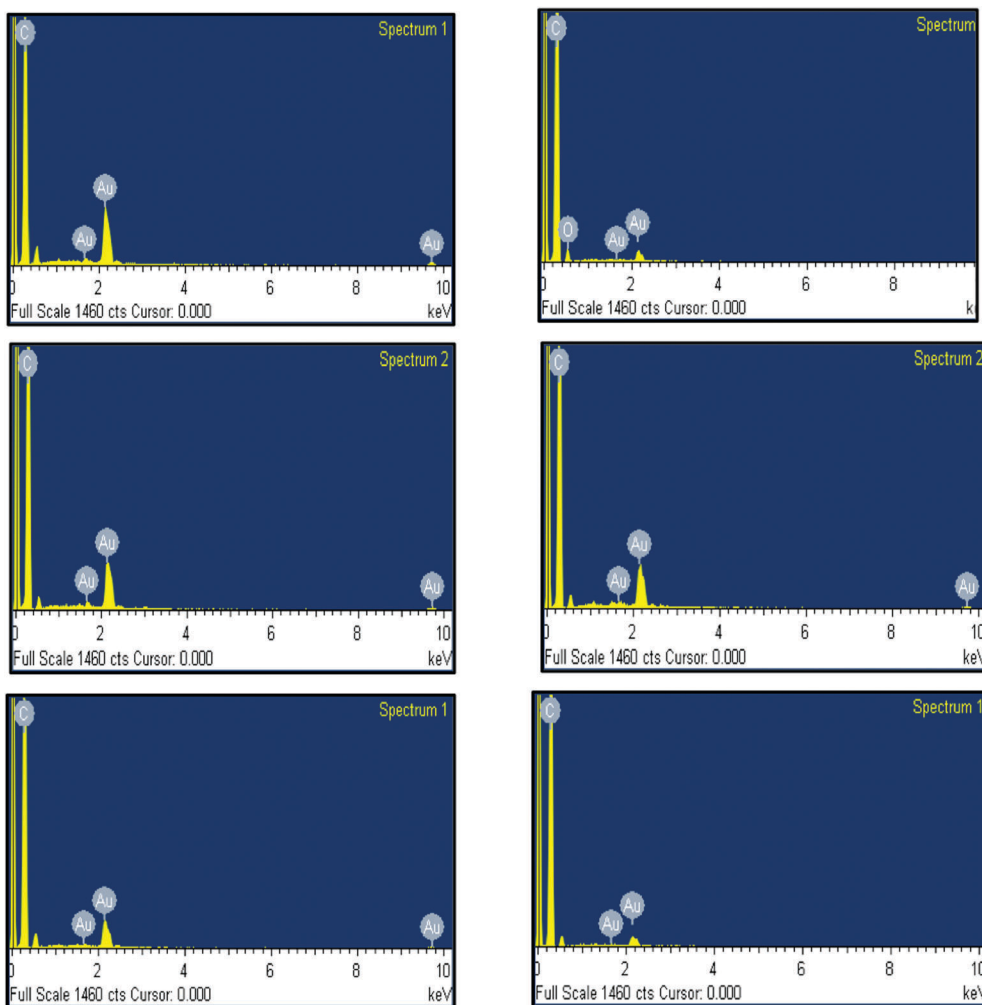 C
Spectrum 1
Au
Au
Au
0 2 4 6 8 10
Full Scale 1460 cts Cursor: 0.000 keV
C
Spectrum
O
Au
Au
0 2 4 6 8
Full Scale 1460 cts Cursor: 0.000 k
C
Spectrum 2
Au
Au
Au
0 2 4 6 8 10
Full Scale 1460 cts Cursor: 0.000 keV
C
Spectrum 2
Au
Au
Au
0 2 4 6 8 10
Full Scale 1460 cts Cursor: 0.000 keV
C
Spectrum 1
Au
Au
Au
0 2 4 6 8 10
Full Scale 1460 cts Cursor: 0.000 keV
C
Spectrum 1
Au
Au
0 2 4 6 8 10
Full Scale 1460 cts Cursor: 0.000 keV